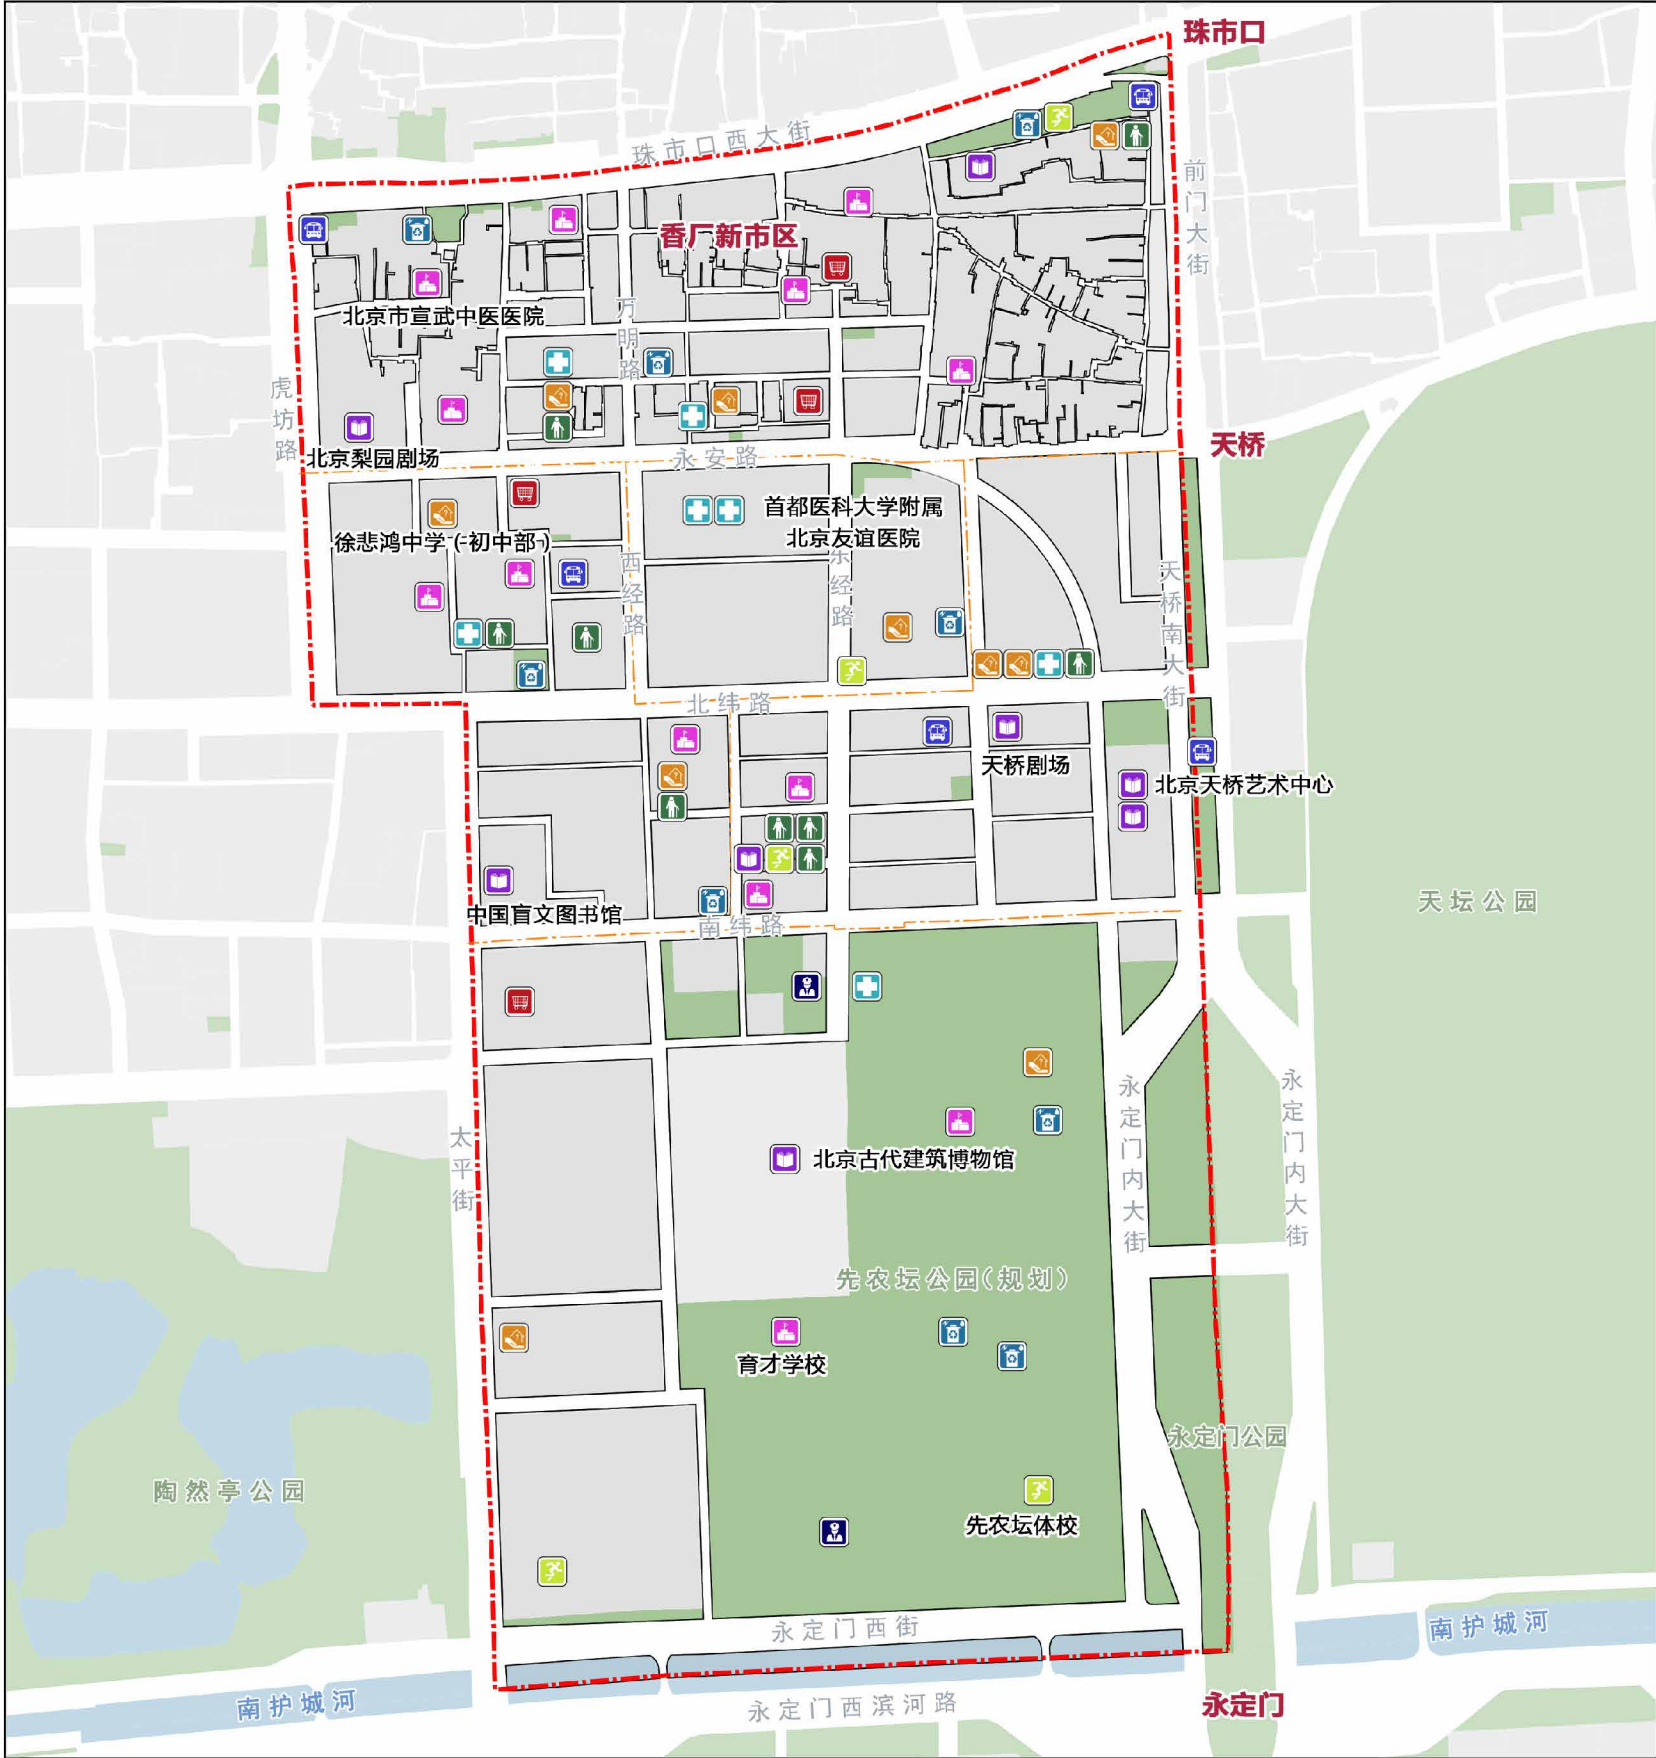 珠市口
珠市口西大街
前门大街
香厂新市区
北京市宣武中医医院
万明路
虎坊路
天桥
北京梨园剧场
永安路
首都医科大学附属
北京友谊医院
徐悲鸿中学（初中部）
西经路
东经路
天桥南大街
北纬路
天桥剧场
北京天桥艺术中心
中国盲文图书馆
南纬路
天坛公园
永定门内大街
永定门内大街
太平街
北京古代建筑博物馆
先农坛公园(规划)
育才学校
永定门公园
陶然亭公园
先农坛体校
永定门西街
南护城河
南护城河
永定门西滨河路
永定门